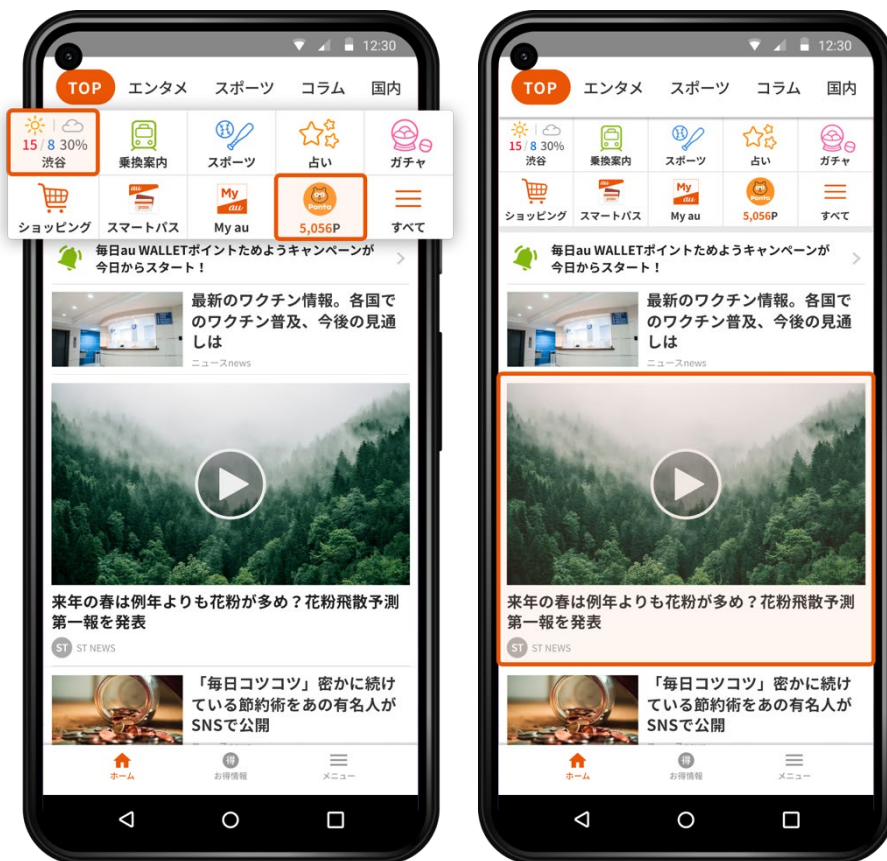 12:30
TOP エンタメ スポーツ コラム 国内
15/8 30%
渋谷 乗換案内 スポーツ 占い ガチャ
My
au
Ponta
ショッピング スマートパス My au 5,056P すべて
毎日au WALLETポイントためようキャンペーンが
今日からスタート!
最新のワクチン情報。各国で
のワクチン普及、今後の見通
しは
ニュースnews
来年の春は例年よりも花粉が多め?花粉飛散予測
第一報を発表
ST ST NEWS
「毎日コツコツ」密かに続け
ている節約術をあの有名人が
SNSで公開
ホーム 得 お得情報 メニュー
12:30
TOP エンタメ スポーツ コラム 国内
15/8 30%
渋谷 乗換案内 スポーツ 占い ガチャ
My
au
Ponta
ショッピング スマートパス My au 5,056P すべて
毎日au WALLETポイントためようキャンペーンが
今日からスタート!
最新のワクチン情報。各国で
のワクチン普及、今後の見通
しは
ニュースnews
来年の春は例年よりも花粉が多め?花粉飛散予測
第一報を発表
ST ST NEWS
「毎日コツコツ」密かに続け
ている節約術をあの有名人が
SNSで公開
ホーム 得 お得情報 メニュー